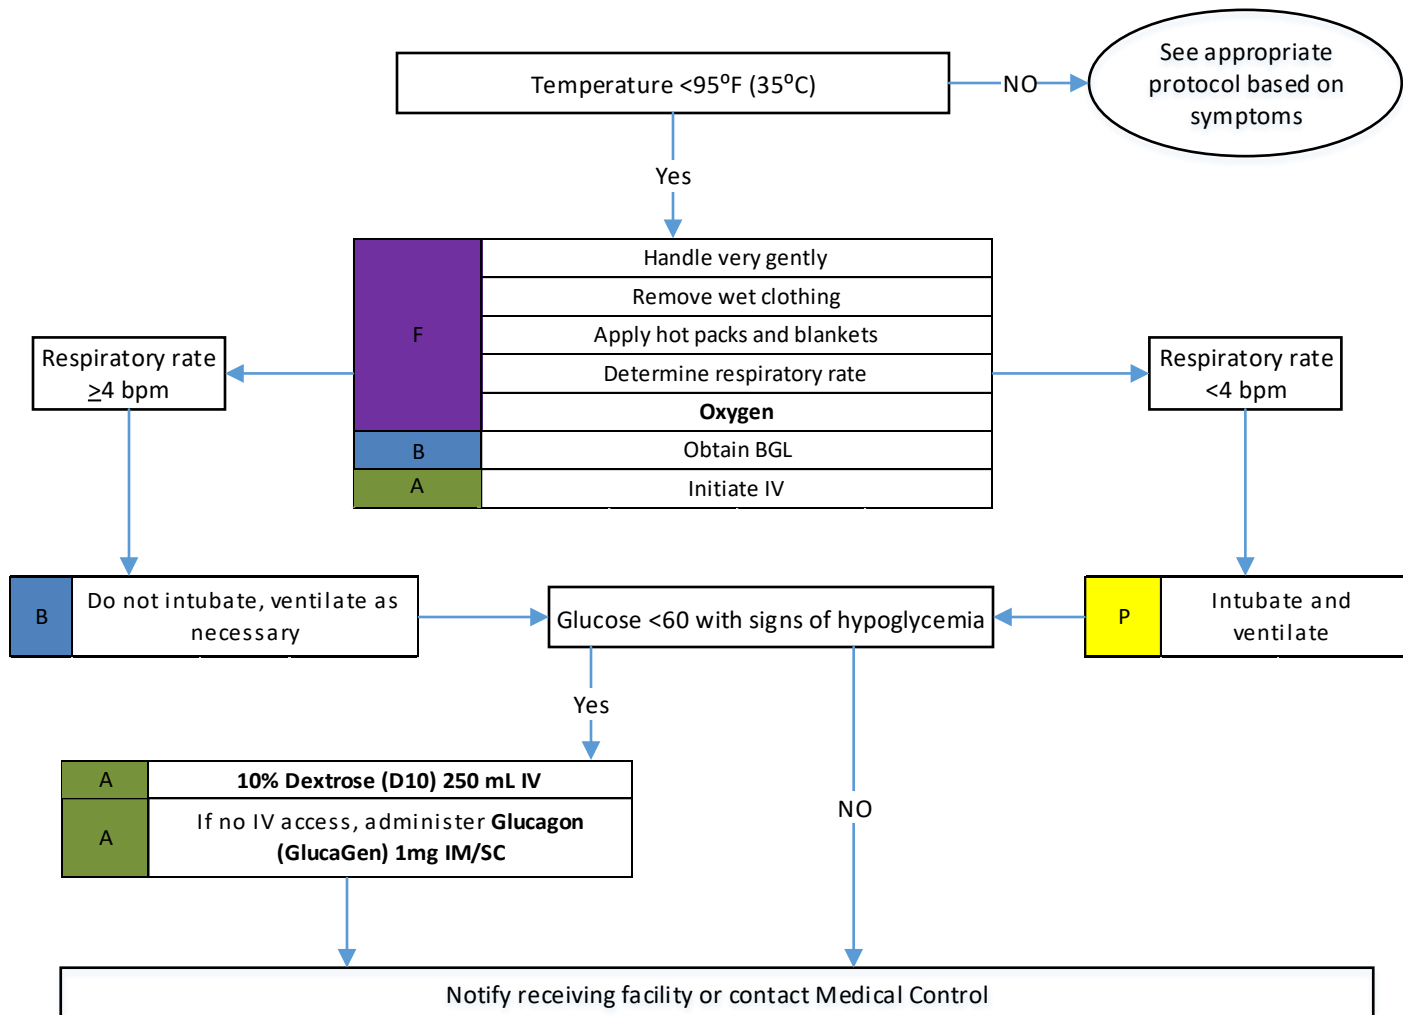 Temperature <95⁰F (35⁰C)
NO
See appropriate
protocol based on
symptoms
Yes
F
Handle very gently
Remove wet clothing
Apply hot packs and blankets
Determine respiratory rate
Oxygen
B
Obtain BGL
A
Initiate IV
Respiratory rate
≥4 bpm
Respiratory rate
<4 bpm
B
Do not intubate, ventilate as
necessary
Glucose <60 with signs of hypoglycemia
P
Intubate and
ventilate
Yes
NO
A
10% Dextrose (D10) 250 mL IV
A
If no IV access, administer Glucagon
(GlucaGen) 1mg IM/SC
Notify receiving facility or contact Medical Control